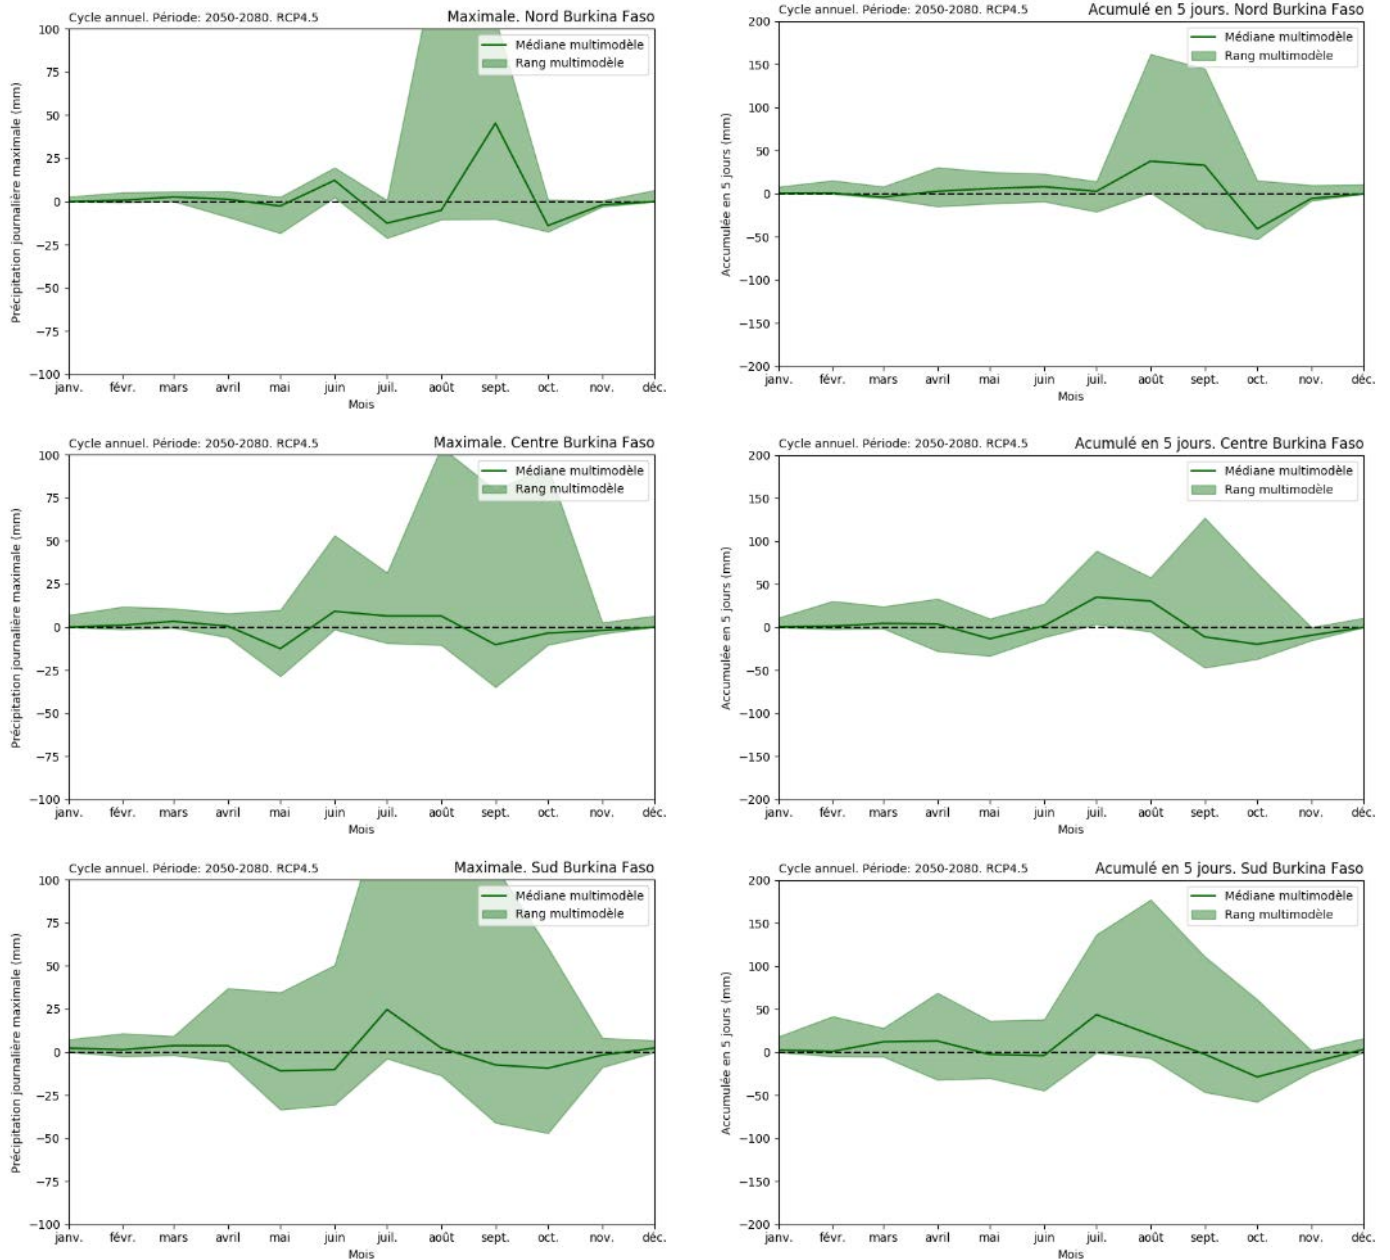 Cycle annuel. Période: 2050-2080. RCP4.5
Maximale. Nord Burkina Faso
Médiane multimodèle
Rang multimodèle
Précipitation journalière maximale (mm)
100
75
50
25
0
−25
−50
−75
−100
janv. févr. mars avril mai juin juil. août sept. oct. nov. déc.
Mois
Cycle annuel. Période: 2050-2080. RCP4.5
Acumulé en 5 jours. Nord Burkina Faso
Médiane multimodèle
Rang multimodèle
Accumulée en 5 jours (mm)
200
150
100
50
0
−50
−100
−150
−200
janv. févr. mars avril mai juin juil. août sept. oct. nov. déc.
Mois
Cycle annuel. Période: 2050-2080. RCP4.5
Maximale. Centre Burkina Faso
Médiane multimodèle
Rang multimodèle
Précipitation journalière maximale (mm)
100
75
50
25
0
−25
−50
−75
−100
janv. févr. mars avril mai juin juil. août sept. oct. nov. déc.
Mois
Cycle annuel. Période: 2050-2080. RCP4.5
Acumulé en 5 jours. Centre Burkina Faso
Médiane multimodèle
Rang multimodèle
Accumulée en 5 jours (mm)
200
150
100
50
0
−50
−100
−150
−200
janv. févr. mars avril mai juin juil. août sept. oct. nov. déc.
Mois
Cycle annuel. Période: 2050-2080. RCP4.5
Maximale. Sud Burkina Faso
Médiane multimodèle
Rang multimodèle
Précipitation journalière maximale (mm)
100
75
50
25
0
−25
−50
−75
−100
janv. févr. mars avril mai juin juil. août sept. oct. nov. déc.
Mois
Cycle annuel. Période: 2050-2080. RCP4.5
Acumulé en 5 jours. Sud Burkina Faso
Médiane multimodèle
Rang multimodèle
Accumulée en 5 jours (mm)
200
150
100
50
0
−50
−100
−150
−200
janv. févr. mars avril mai juin juil. août sept. oct. nov. déc.
Mois